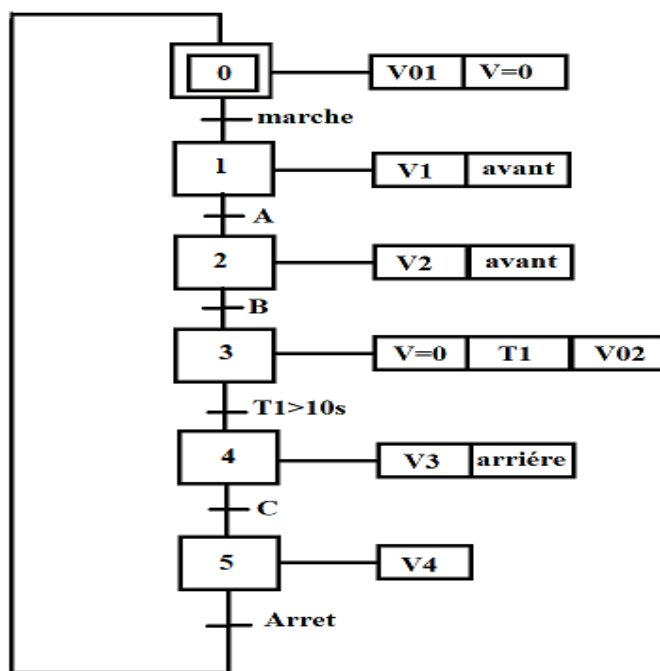 0 V01 V=0
marche
1 V1 avant
A
2 V2 avant
B
3 V=0 T1 V02
T1>10s
4 V3 arriére
C
5 V4
Arret